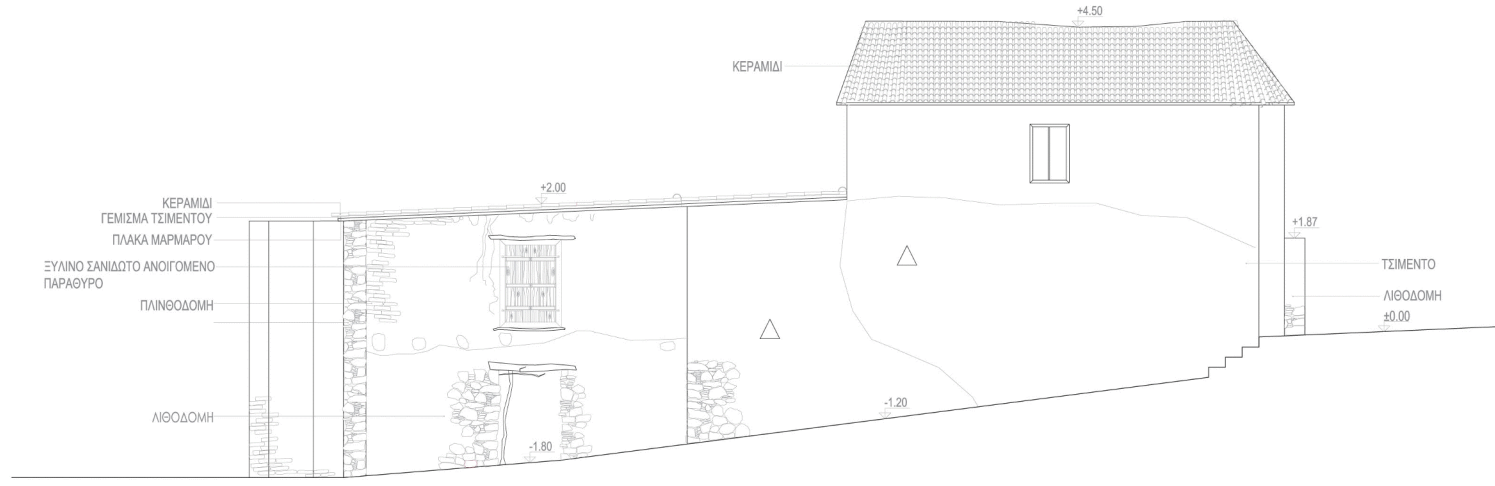 +4.50
ΚΕΡΑΜΙΔΙ
+2.00
ΚΕΡΑΜΙΔΙ
ΓΕΜΙΣΜΑ ΤΣΙΜΕΝΤΟΥ
+1.87
ΠΛΑΚΑ ΜΑΡΜΑΡΟΥ
ΞΥΛΙΝΟ ΣΑΝΙΔΩΤΟ ΑΝΟΙΓΟΜΕΝΟ
ΠΑΡΑΘΥΡΟ
ΤΣΙΜΕΝΤΟ
ΛΙΘΟΔΟΜΗ
ΠΛΙΝΘΟΔΟΜΗ
±0.00
-1.20
ΛΙΘΟΔΟΜΗ
-1.80